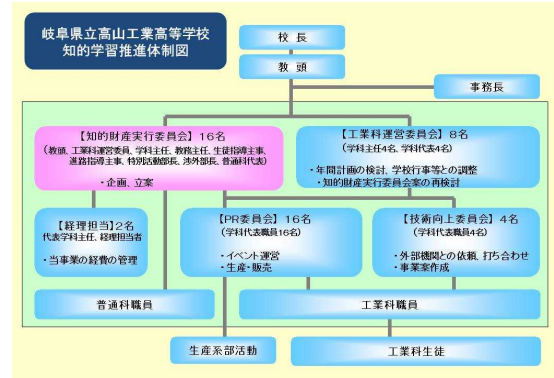 岐阜県立高山工業高等学校
知的学習推進体制図
校 長
教 頭
事務長
【知的財産実行委員会】16名
(教頭、工業科運営委員、学科主任、教務主任、生徒指導主事、
進路指導主事、特別活動部長、渉外部長、普通科代表)
・企画、立案
【工業科運営委員会】8名
(学科主任4名、学科代表4名)
・年間計画の検討、学校行事等との調整
・知的財産実行委員会案の再検討
【経理担当】2名
代表学科主任、経理担当者
・当事業の経費の管理
【PR委員会】16名
(学科代表職員16名)
・イベント運営
・生産・販売
【技術向上委員会】4名
(学科代表職員4名)
・外部機関との依頼、打ち合わせ
・事業案作成
普通科職員
工業科職員
生産系部活動
工業科生徒